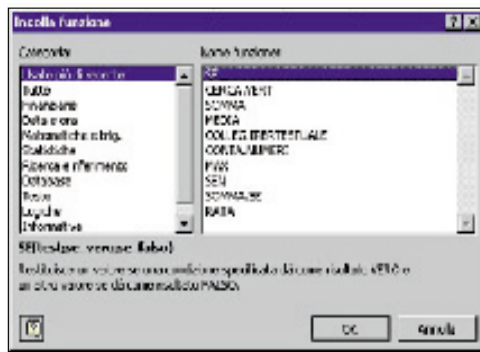 Incolla funzione
Categoria: Nome funzione:
Usate più di recente
Tutte
Finanziarie
Data e ora
Matematiche e trig.
Statistiche
Ricerca e riferimento
Database
Testo
Logiche
Informative
SE
CERCA.VERT
SOMMA
MEDIA
COLLEG.IPERTESTUALE
CONTA.NUMERI
MAX
SEN
SOMMA.SE
RATA
SE(test;se_vero;se_falso)
Restituisce un valore se una condizione specificata dà come risultato VERO e
un altro valore se dà come risultato FALSO.
OK Annulla